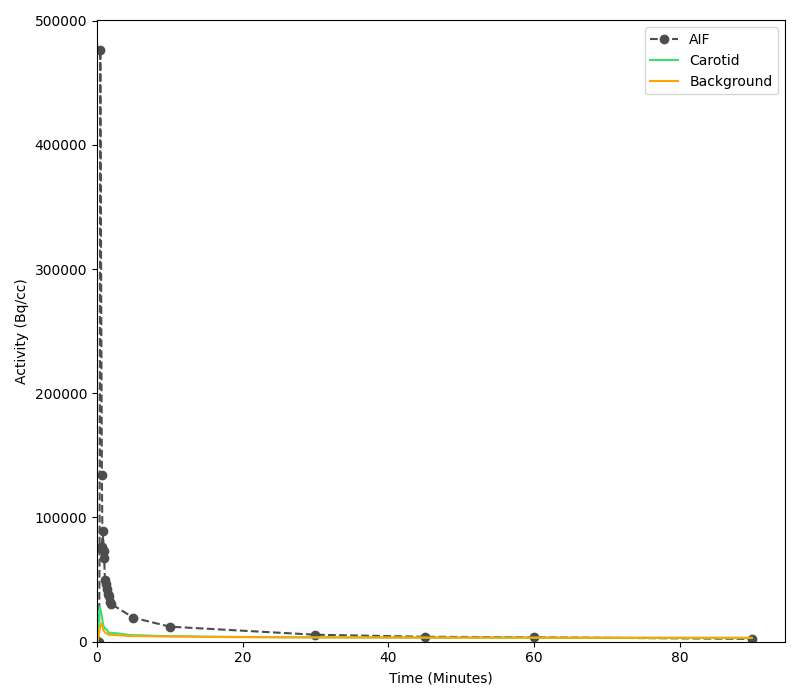 500000
400000
300000
200000
100000
0
0
20
40
60
80
Activity (Bq/cc)
Time (Minutes)
AIF
Carotid
Background